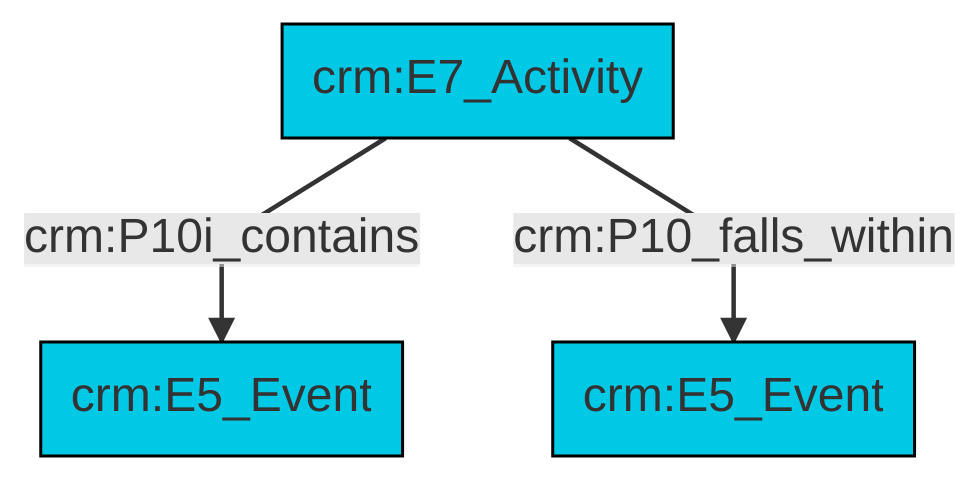 crm:E7_Activity
crm:P10i_contains
crm:P10_falls_within
crm:E5_Event
crm:E5_Event